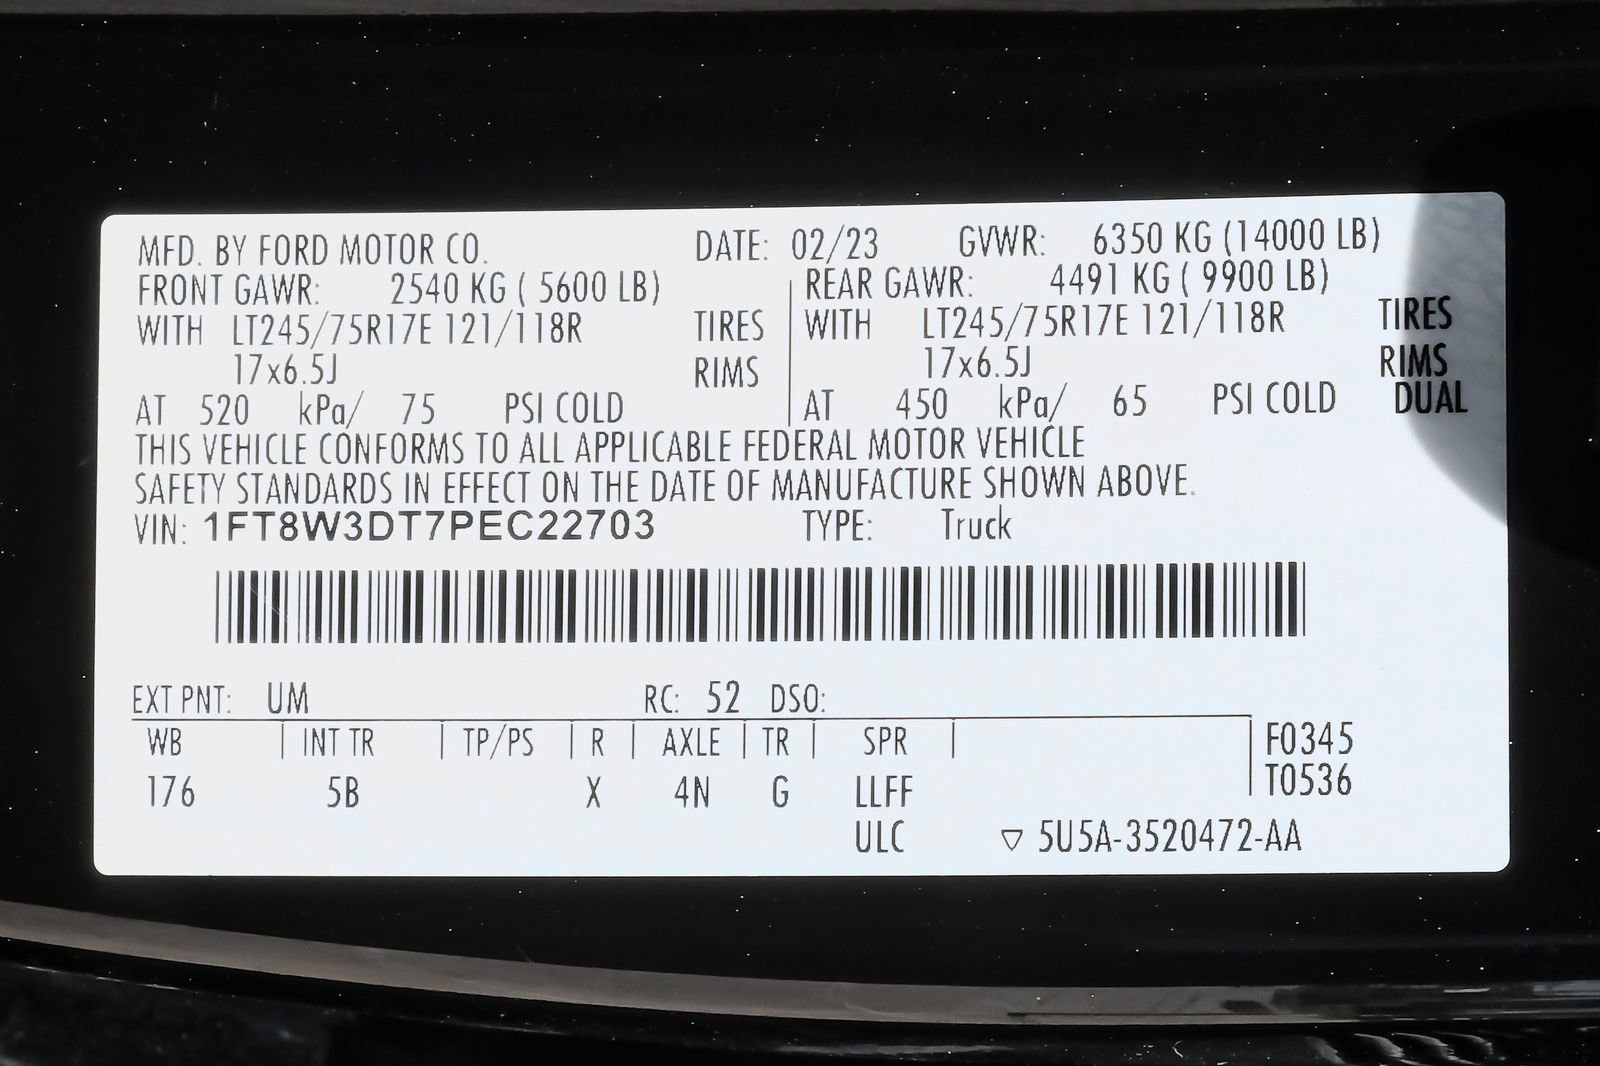 MFD. BY FORD MOTOR CO. DATE: 02/23 GVWR: 6350 KG (14000 LB)
FRONT GAWR: 2540 KG ( 5600 LB) REAR GAWR: 4491 KG ( 9900 LB)
WITH LT245/75R17E 121/118R TIRES WITH LT245/75R17E 121/118R TIRES
17x6.5J RIMS 17x6.5J RIMS
AT 520 kPa/ 75 PSI COLD AT 450 kPa/ 65 PSI COLD DUAL
THIS VEHICLE CONFORMS TO ALL APPLICABLE FEDERAL MOTOR VEHICLE
SAFETY STANDARDS IN EFFECT ON THE DATE OF MANUFACTURE SHOWN ABOVE.
VIN: 1FT8W3DT7PEC22703 TYPE: Truck
EXT PNT: UM RC: 52 DSO:
WB | INT TR | TP/PS | R | AXLE | TR | SPR | F0345
176 5B X 4N G LLFF T0536
ULC ▽ 5U5A-3520472-AA